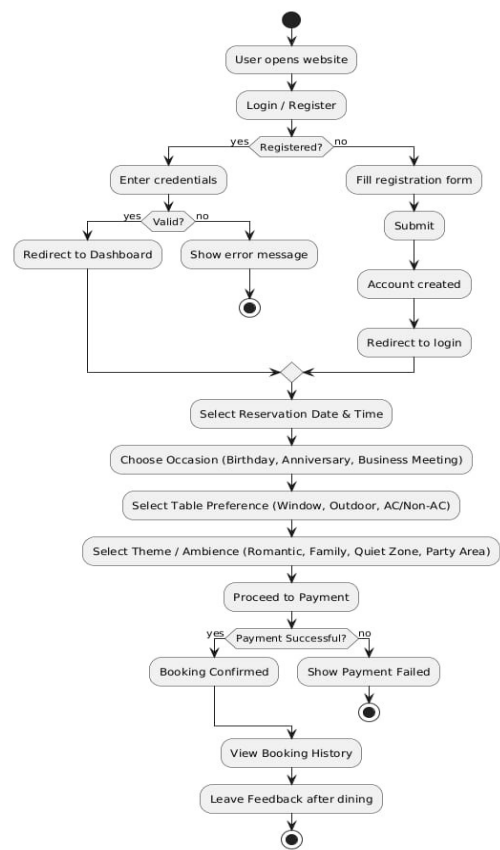 User opens website
Login / Register
yes
Registered?
no
Enter credentials
Fill registration form
yes
Valid?
no
Submit
Redirect to Dashboard
Show error message
Account created
Redirect to login
Select Reservation Date & Time
Choose Occasion (Birthday, Anniversary, Business Meeting)
Select Table Preference (Window, Outdoor, AC/Non-AC)
Select Theme / Ambience (Romantic, Family, Quiet Zone, Party Area)
Proceed to Payment
yes
Payment Successful?
no
Booking Confirmed
Show Payment Failed
View Booking History
Leave Feedback after dining